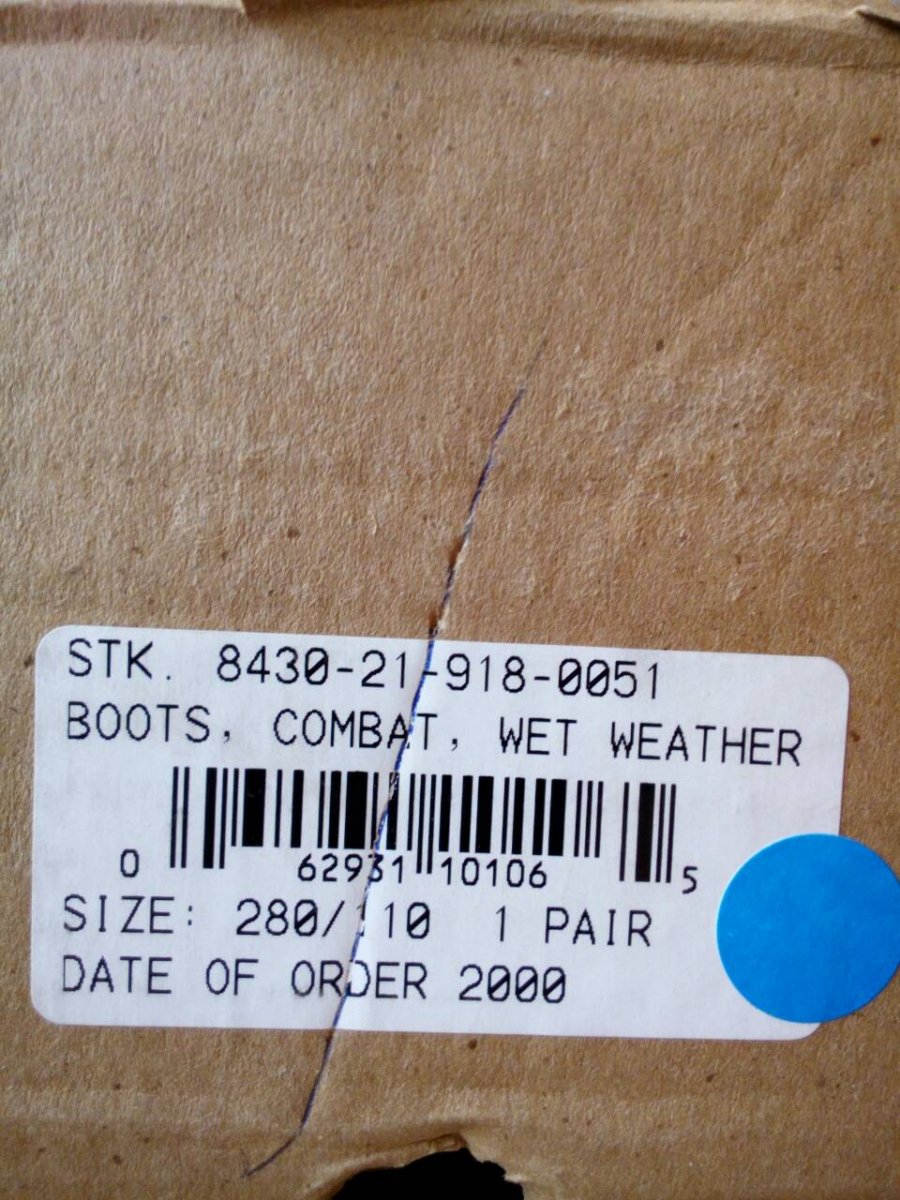 STK. 8430-21-918-0051
BOOTS, COMBAT, WET WEATHER
0 62931 10106 5
SIZE: 280/110 1 PAIR
DATE OF ORDER 2000